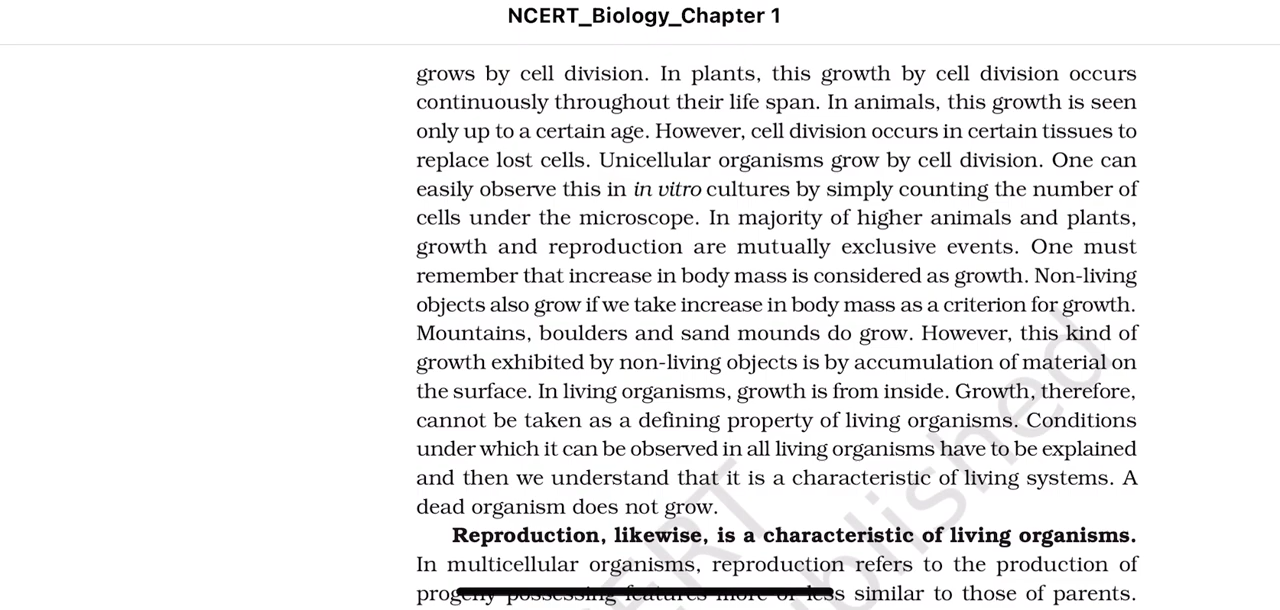 NCERT_Biology_Chapter 1
grows by cell division. In plants, this growth by cell division occurs
continuously throughout their life span. In animals, this growth is seen
only up to a certain age. However, cell division occurs in certain tissues to
replace lost cells. Unicellular organisms grow by cell division. One can
easily observe this in in vitro cultures by simply counting the number of
cells under the microscope. In majority of higher animals and plants,
growth and reproduction are mutually exclusive events. One must
remember that increase in body mass is considered as growth. Non-living
objects also grow if we take increase in body mass as a criterion for growth.
Mountains, boulders and sand mounds do grow. However, this kind of
growth exhibited by non-living objects is by accumulation of material on
the surface. In living organisms, growth is from inside. Growth, therefore,
cannot be taken as a defining property of living organisms. Conditions
under which it can be observed in all living organisms have to be explained
and then we understand that it is a characteristic of living systems. A
dead organism does not grow.
Reproduction, likewise, is a characteristic of living organisms.
In multicellular organisms, reproduction refers to the production of
progeny possessing features more or less similar to those of parents.